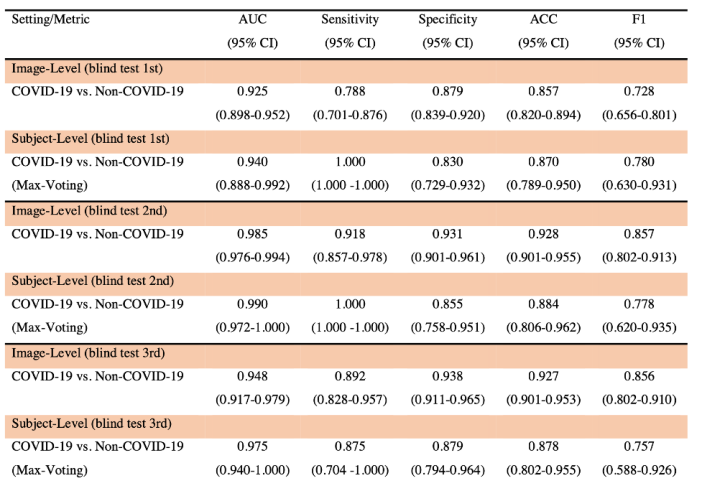 Setting/Metric AUC Sensitivity Specificity ACC F1
(95% CI) (95% CI) (95% CI) (95% CI) (95% CI)
Image-Level (blind test 1st)
COVID-19 vs. Non-COVID-19 0.925 0.788 0.879 0.857 0.728
(0.898-0.952) (0.701-0.876) (0.839-0.920) (0.820-0.894) (0.656-0.801)
Subject-Level (blind test 1st)
COVID-19 vs. Non-COVID-19 0.940 1.000 0.830 0.870 0.780
(Max-Voting) (0.888-0.992) (1.000 -1.000) (0.729-0.932) (0.789-0.950) (0.630-0.931)
Image-Level (blind test 2nd)
COVID-19 vs. Non-COVID-19 0.985 0.918 0.931 0.928 0.857
(0.976-0.994) (0.857-0.978) (0.901-0.961) (0.901-0.955) (0.802-0.913)
Subject-Level (blind test 2nd)
COVID-19 vs. Non-COVID-19 0.990 1.000 0.855 0.884 0.778
(Max-Voting) (0.972-1.000) (1.000 -1.000) (0.758-0.951) (0.806-0.962) (0.620-0.935)
Image-Level (blind test 3rd)
COVID-19 vs. Non-COVID-19 0.948 0.892 0.938 0.927 0.856
(0.917-0.979) (0.828-0.957) (0.911-0.965) (0.901-0.953) (0.802-0.910)
Subject-Level (blind test 3rd)
COVID-19 vs. Non-COVID-19 0.975 0.875 0.879 0.878 0.757
(Max-Voting) (0.940-1.000) (0.704 -1.000) (0.794-0.964) (0.802-0.955) (0.588-0.926)